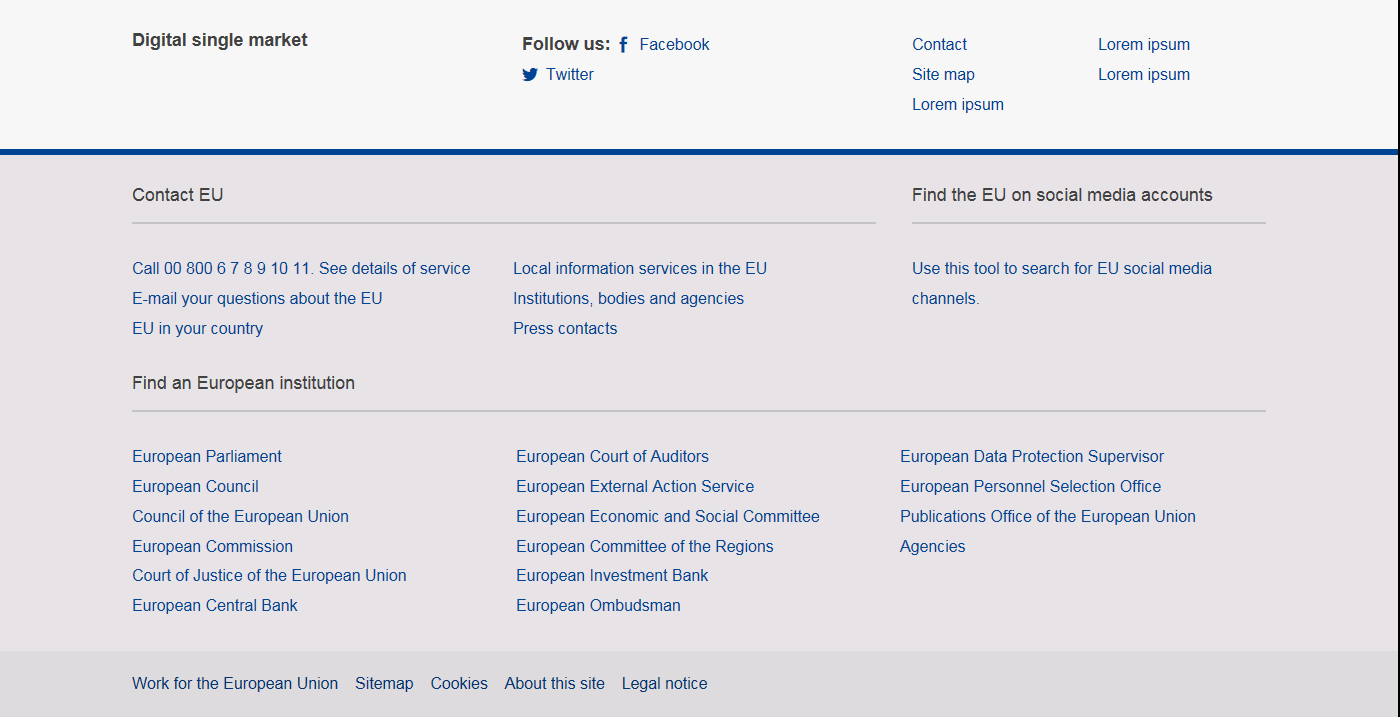 Digital single market
Follow us: Facebook
Twitter
Contact
Site map
Lorem ipsum
Lorem ipsum
Lorem ipsum
Contact EU
Call 00 800 6 7 8 9 10 11. See details of service
E-mail your questions about the EU
EU in your country
Local information services in the EU
Institutions, bodies and agencies
Press contacts
Find the EU on social media accounts
Use this tool to search for EU social media
channels.
Find an European institution
European Parliament
European Council
Council of the European Union
European Commission
Court of Justice of the European Union
European Central Bank
European Court of Auditors
European External Action Service
European Economic and Social Committee
European Committee of the Regions
European Investment Bank
European Ombudsman
European Data Protection Supervisor
European Personnel Selection Office
Publications Office of the European Union
Agencies
Work for the European Union Sitemap Cookies About this site Legal notice